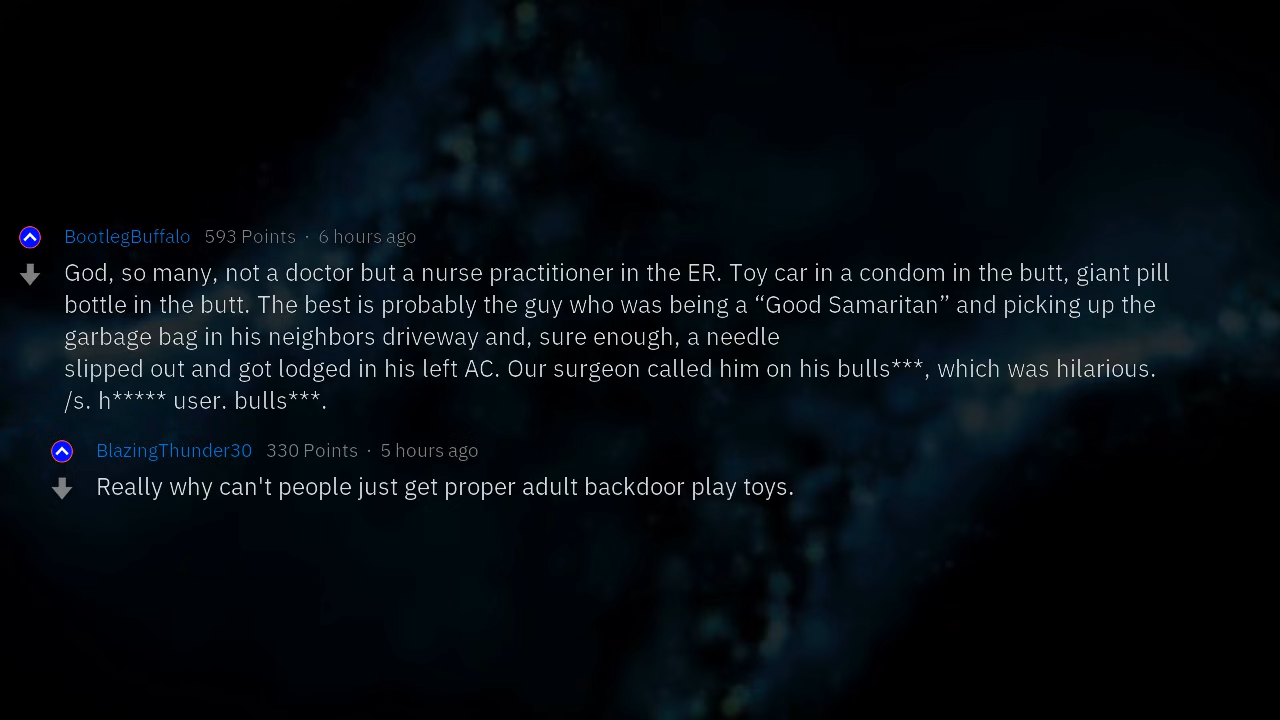 BootlegBuffalo 593 Points · 6 hours ago
God, so many, not a doctor but a nurse practitioner in the ER. Toy car in a condom in the butt, giant pill
bottle in the butt. The best is probably the guy who was being a “Good Samaritan” and picking up the
garbage bag in his neighbors driveway and, sure enough, a needle
slipped out and got lodged in his left AC. Our surgeon called him on his bulls***, which was hilarious.
/s. h***** user. bulls***.
BlazingThunder30 330 Points · 5 hours ago
Really why can't people just get proper adult backdoor play toys.